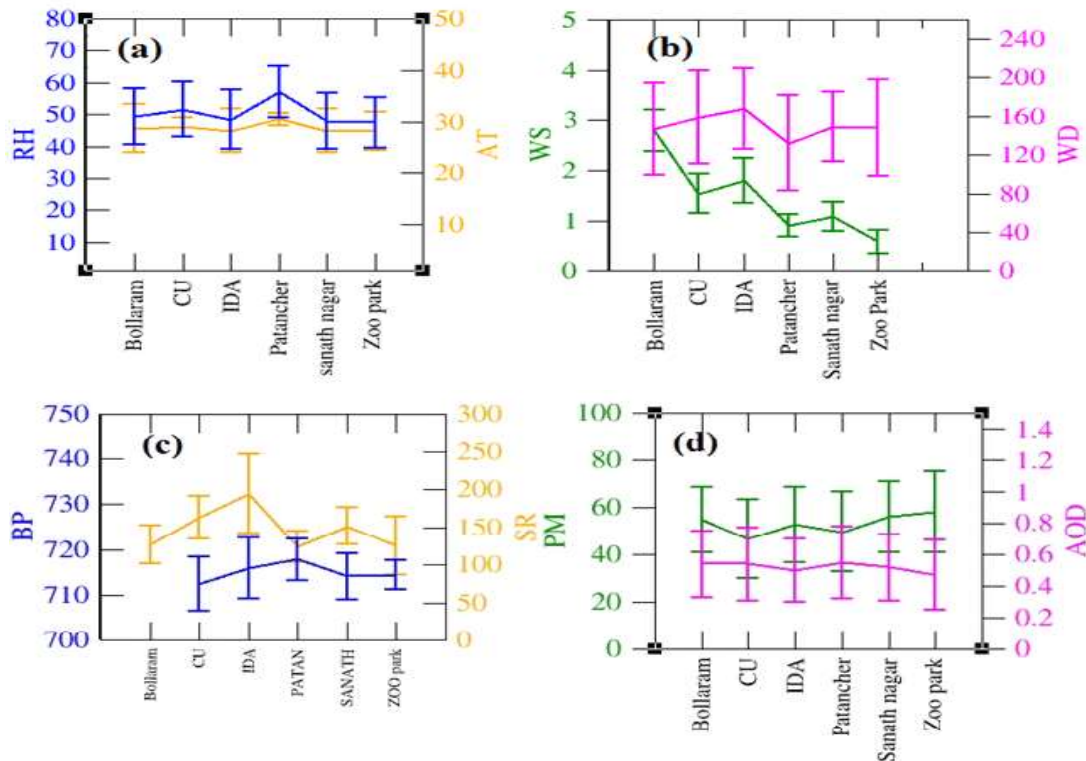 (a)
80
70
60
50
40
30
20
10
RH
50
40
30
20
10
AT
Bollaram
CU
IDA
Patancher
sanath nagar
Zoo park
(b)
5
4
3
2
1
0
WS
240
200
160
120
80
40
0
WD
Bollaram
CU
IDA
Patancher
Sanath nagar
Zoo Park
(c)
750
740
730
720
710
700
BP
300
250
200
150
100
50
0
SR
Bollaram
CU
IDA
PATAN
SANATH
ZOO park
(d)
100
80
60
40
20
0
PM
1.4
1.2
1
0.8
0.6
0.4
0.2
0
AOD
Bollaram
CU
IDA
Patancher
Sanath nagar
Zoo park